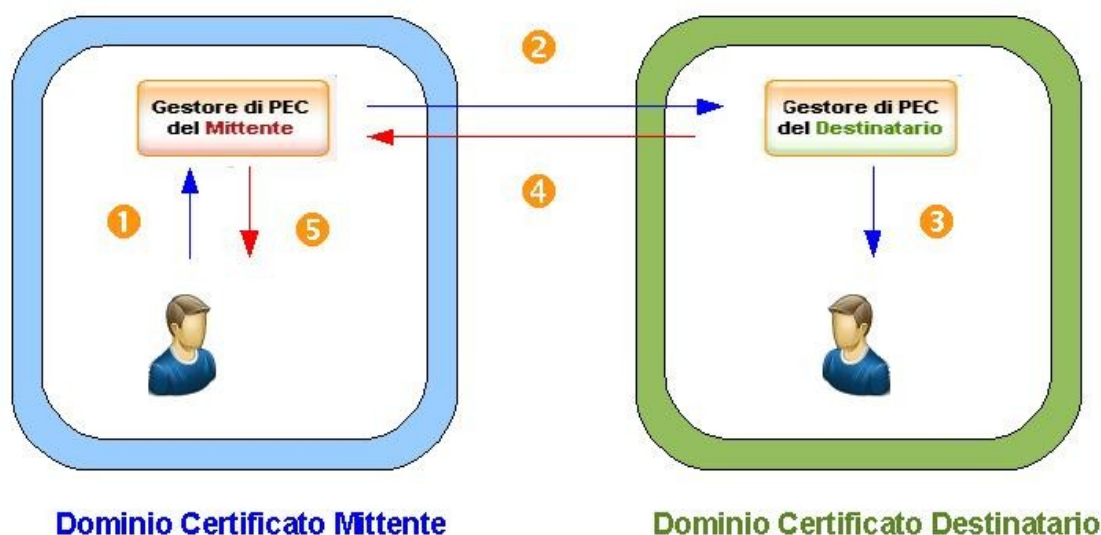 2
Gestore di PEC
del Mittente
Gestore di PEC
del Destinatario
4
1
5
3
Dominio Certificato Mittente
Dominio Certificato Destinatario